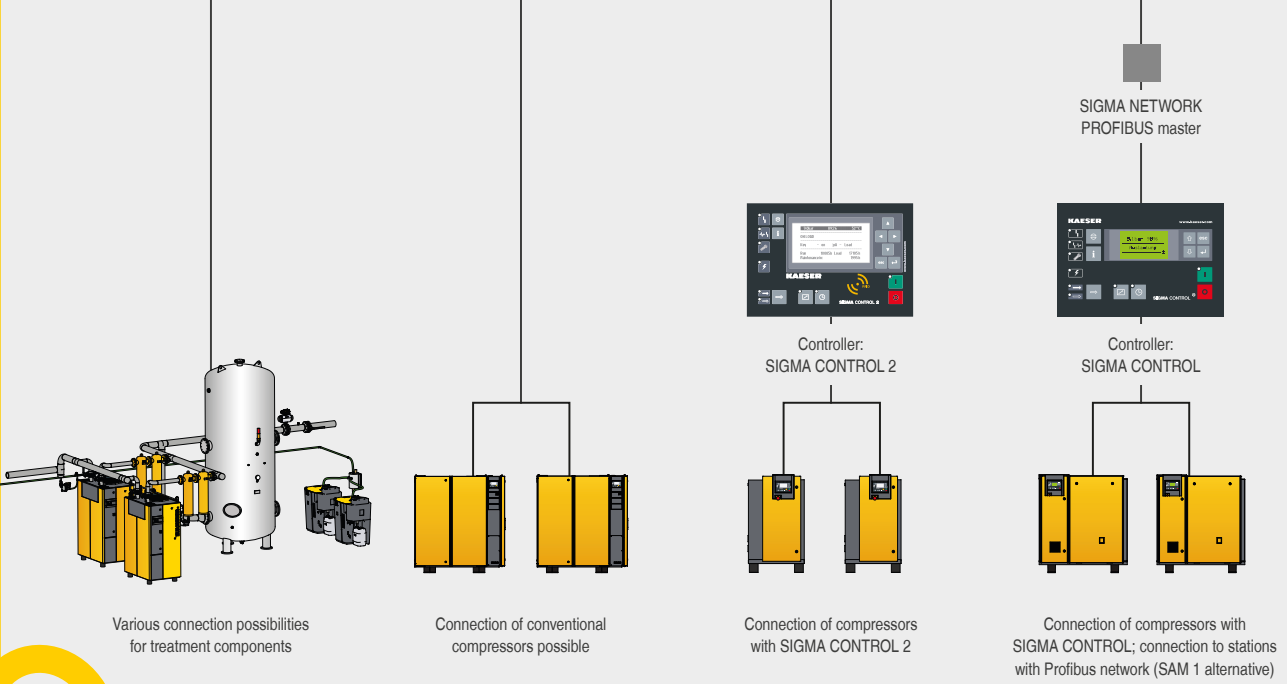 SIGMA NETWORK
PROFIBUS master
KAESER
SIGMA CONTROL 2
KAESER
SIGMA CONTROL
Controller:
SIGMA CONTROL 2
Controller:
SIGMA CONTROL
Various connection possibilities
for treatment components
Connection of conventional
compressors possible
Connection of compressors
with SIGMA CONTROL 2
Connection of compressors with
SIGMA CONTROL; connection to stations
with Profibus network (SAM 1 alternative)